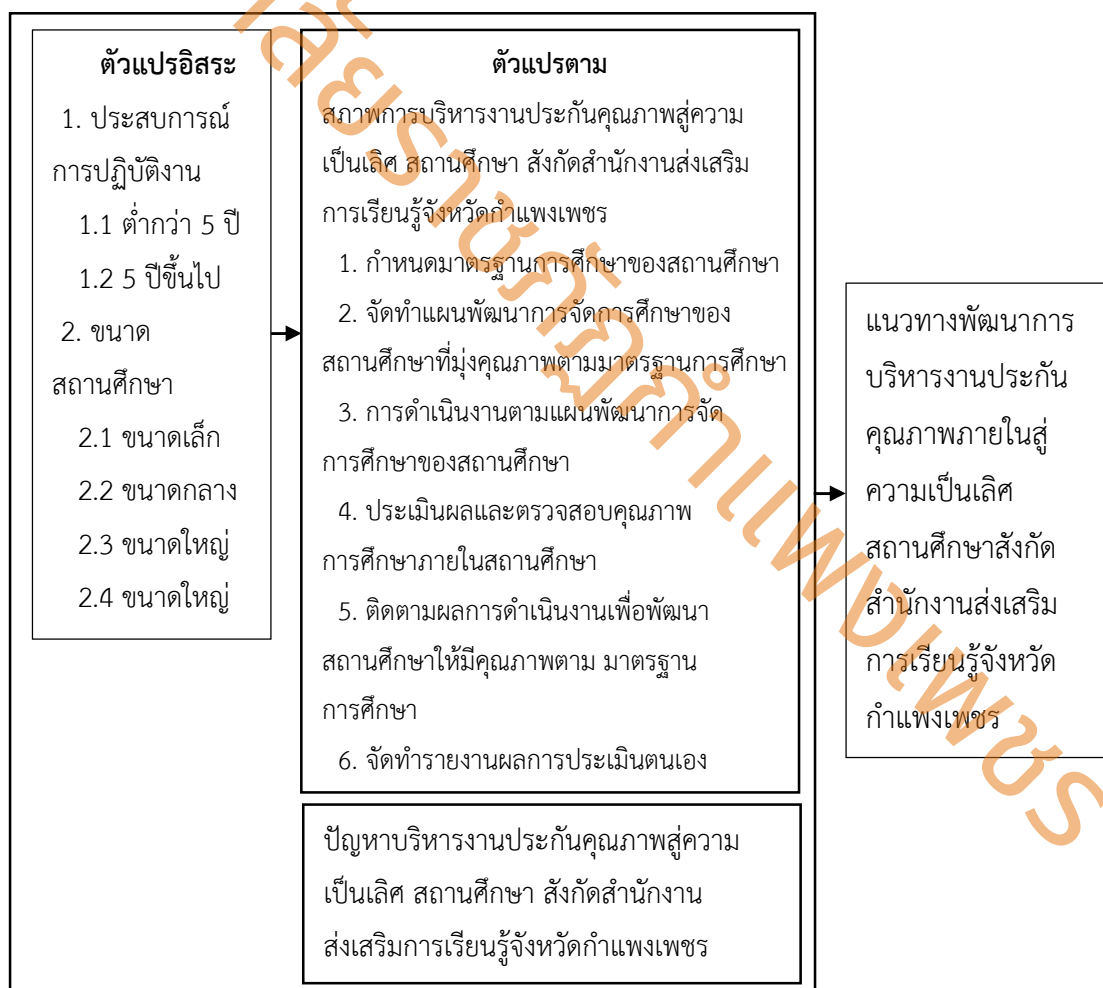 ตัวแปรอิสระ
1. ประสบการณ์
การปฏิบัติงาน
1.1 ต่ำกว่า 5 ปี
1.2 5 ปีขึ้นไป
2. ขนาด
สถานศึกษา
2.1 ขนาดเล็ก
2.2 ขนาดกลาง
2.3 ขนาดใหญ่
2.4 ขนาดใหญ่
ตัวแปรตาม
สภาพการบริหารงานประกันคุณภาพสู่ความ
เป็นเลิศ สถานศึกษา สังกัดสำนักงานส่งเสริม
การเรียนรู้จังหวัดกำแพงเพชร
1. กำหนดมาตรฐานการศึกษาของสถานศึกษา
2. จัดทำแผนพัฒนาการจัดการศึกษาของ
สถานศึกษาที่มุ่งคุณภาพตามมาตรฐานการศึกษา
3. การดำเนินงานตามแผนพัฒนาการจัด
การศึกษาของสถานศึกษา
4. ประเมินผลและตรวจสอบคุณภาพ
การศึกษาภายในสถานศึกษา
5. ติดตามผลการดำเนินงานเพื่อพัฒนา
สถานศึกษาให้มีคุณภาพตาม มาตรฐาน
การศึกษา
6. จัดทำรายงานผลการประเมินตนเอง
ปัญหาบริหารงานประกันคุณภาพสู่ความ
เป็นเลิศ สถานศึกษา สังกัดสำนักงาน
ส่งเสริมการเรียนรู้จังหวัดกำแพงเพชร
แนวทางพัฒนาการ
บริหารงานประกัน
คุณภาพภายในสู่
ความเป็นเลิศ
สถานศึกษาสังกัด
สำนักงานส่งเสริม
การเรียนรู้จังหวัด
กำแพงเพชร
ราชภัฏกำแพงเพชร